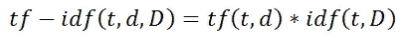 tf − idf(t, d, D) = tf(t, d) * idf(t, D)